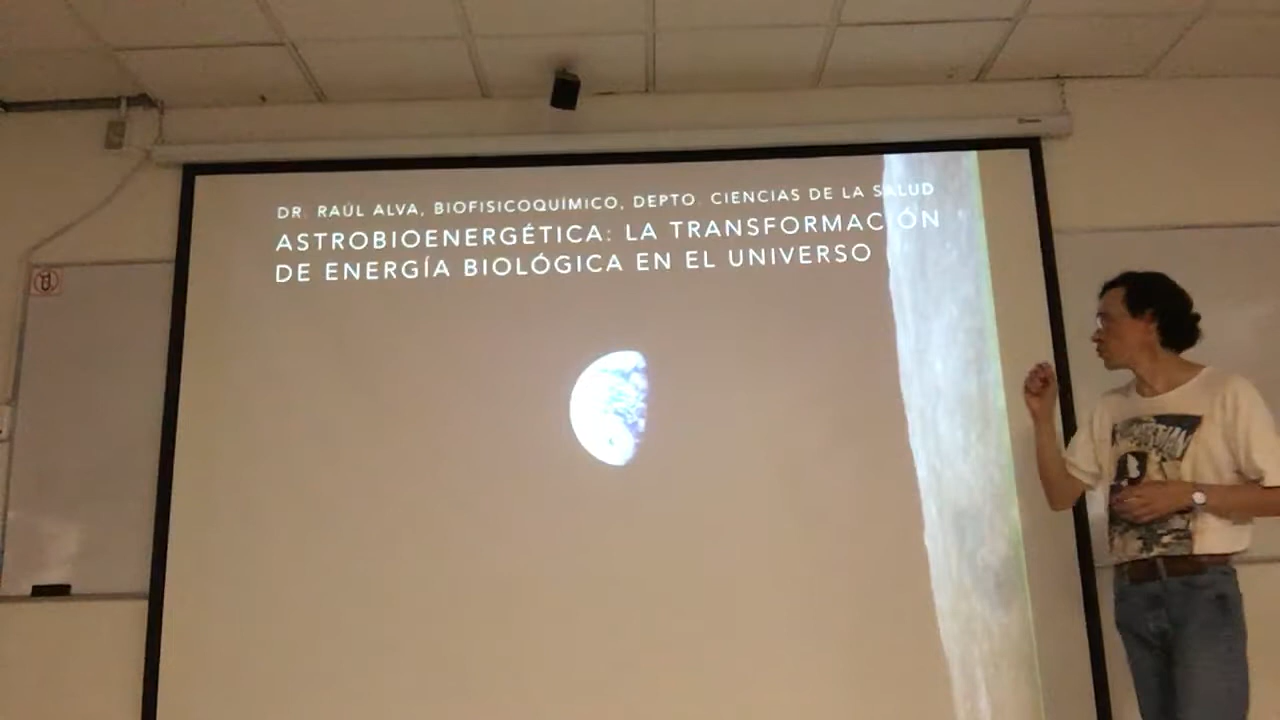 DR. RAÚL ALVA, BIOFISICOQUÍMICO, DEPTO. CIENCIAS DE LA SALUD
ASTROBIOENERGÉTICA: LA TRANSFORMACIÓN
DE ENERGÍA BIOLÓGICA EN EL UNIVERSO